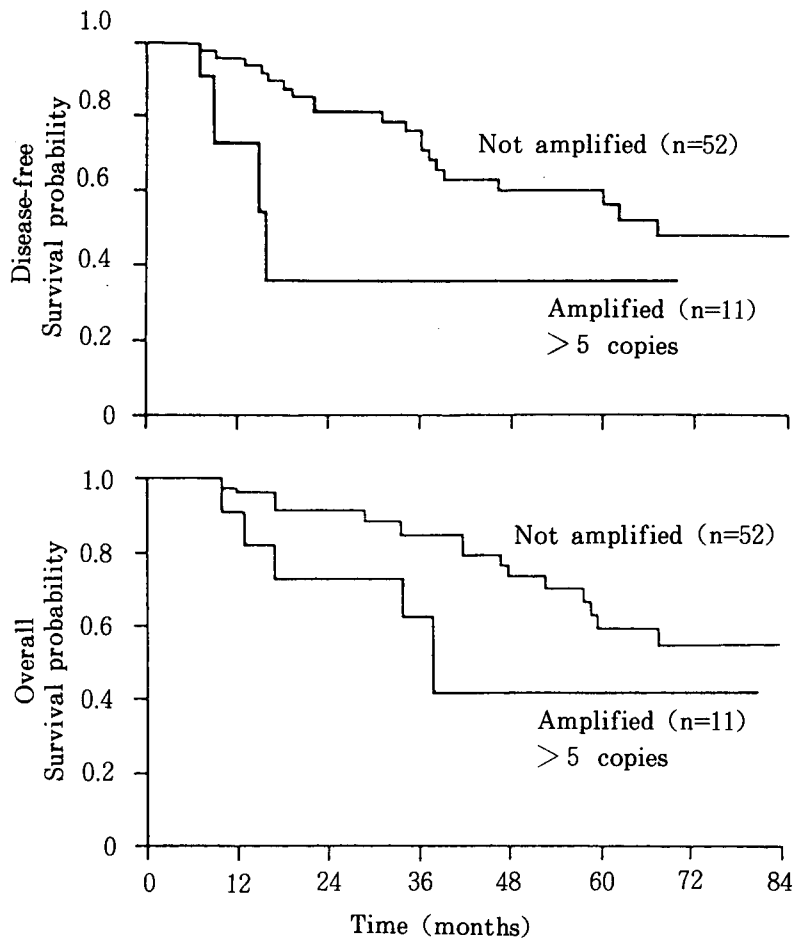 Disease-free
Survival probability
1.0
0.8
0.6
0.4
0.2
0
Not amplified (n=52)
Amplified (n=11)
>5 copies
Overall
Survival probability
1.0
0.8
0.6
0.4
0.2
0
Not amplified (n=52)
Amplified (n=11)
>5 copies
0 12 24 36 48 60 72 84
Time (months)